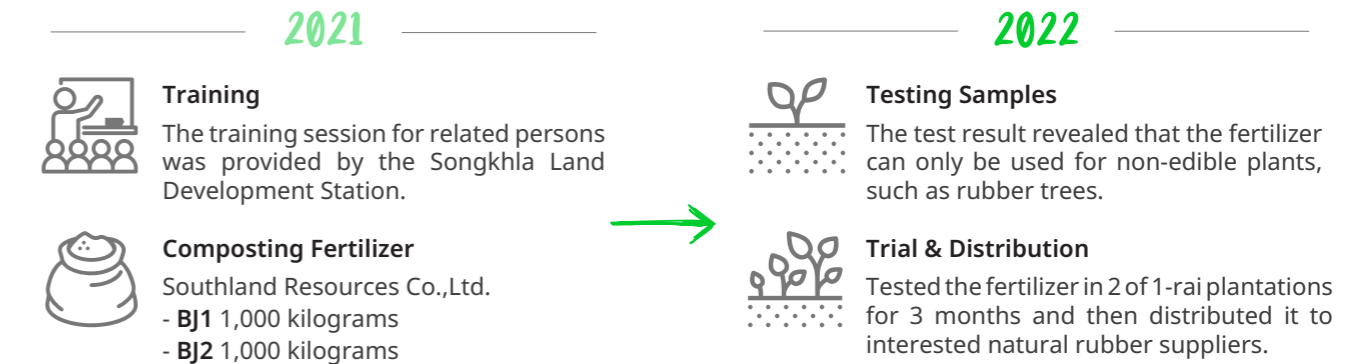 2021
Training
The training session for related persons
was provided by the Songkhla Land
Development Station.
Composting Fertilizer
Southland Resources Co.,Ltd.
- BJ1 1,000 kilograms
- BJ2 1,000 kilograms
2022
Testing Samples
The test result revealed that the fertilizer
can only be used for non-edible plants,
such as rubber trees.
Trial & Distribution
Tested the fertilizer in 2 of 1-rai plantations
for 3 months and then distributed it to
interested natural rubber suppliers.